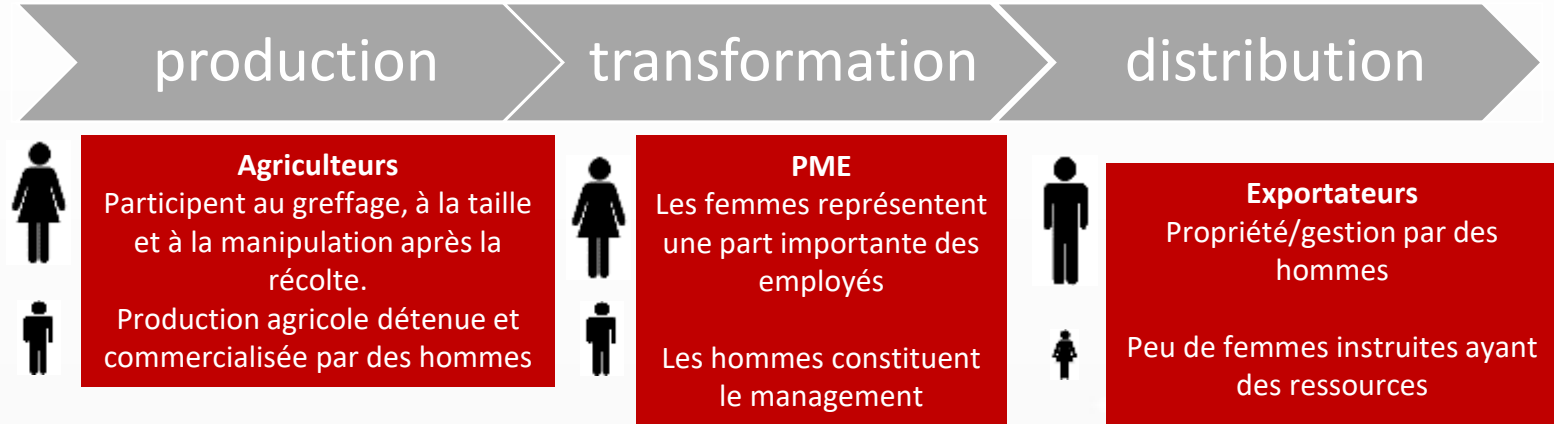 production
transformation
distribution
Agriculteurs
Participent au greffage, à la taille
et à la manipulation après la
récolte.
Production agricole détenue et
commercialisée par des hommes
PME
Les femmes représentent
une part importante des
employés
Les hommes constituent
le management
Exportateurs
Propriété/gestion par des
hommes
Peu de femmes instruites ayant
des ressources